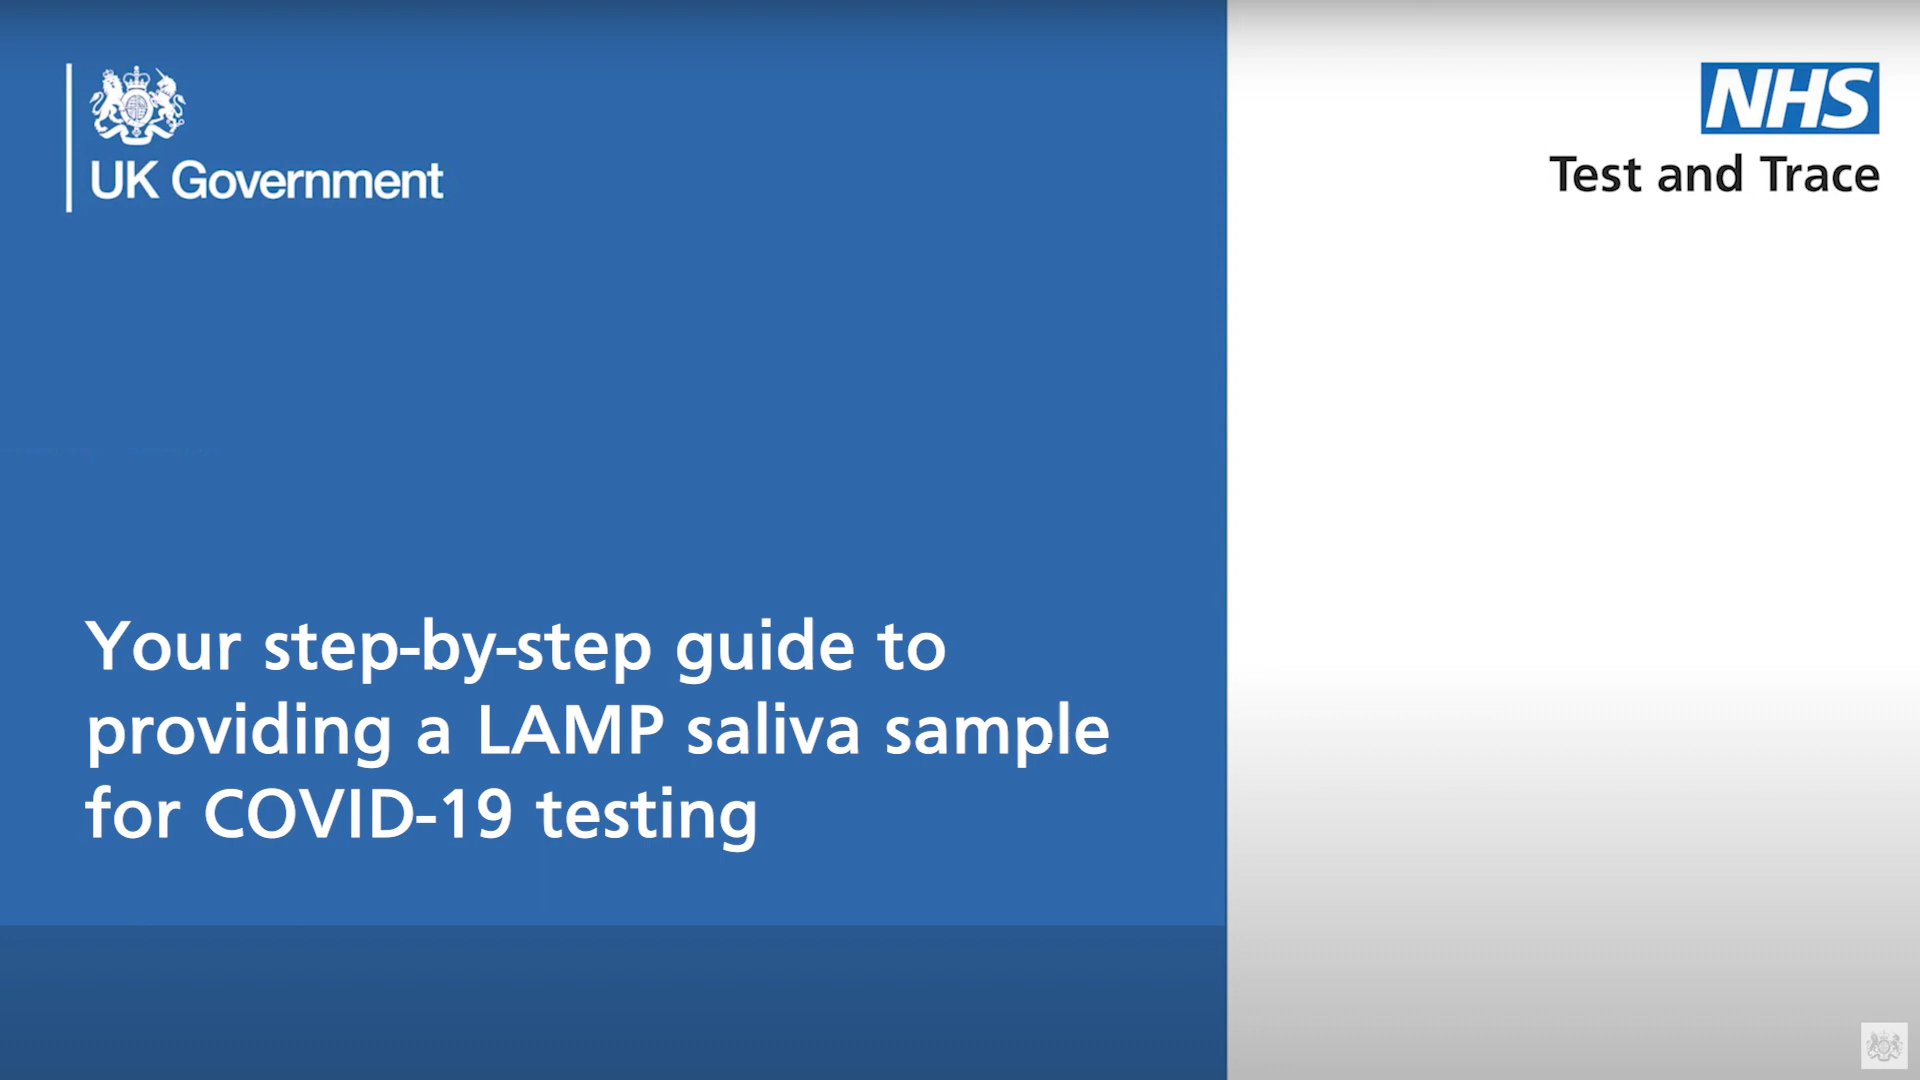 UK Government
NHS
Test and Trace
Your step-by-step guide to
providing a LAMP saliva sample
for COVID-19 testing